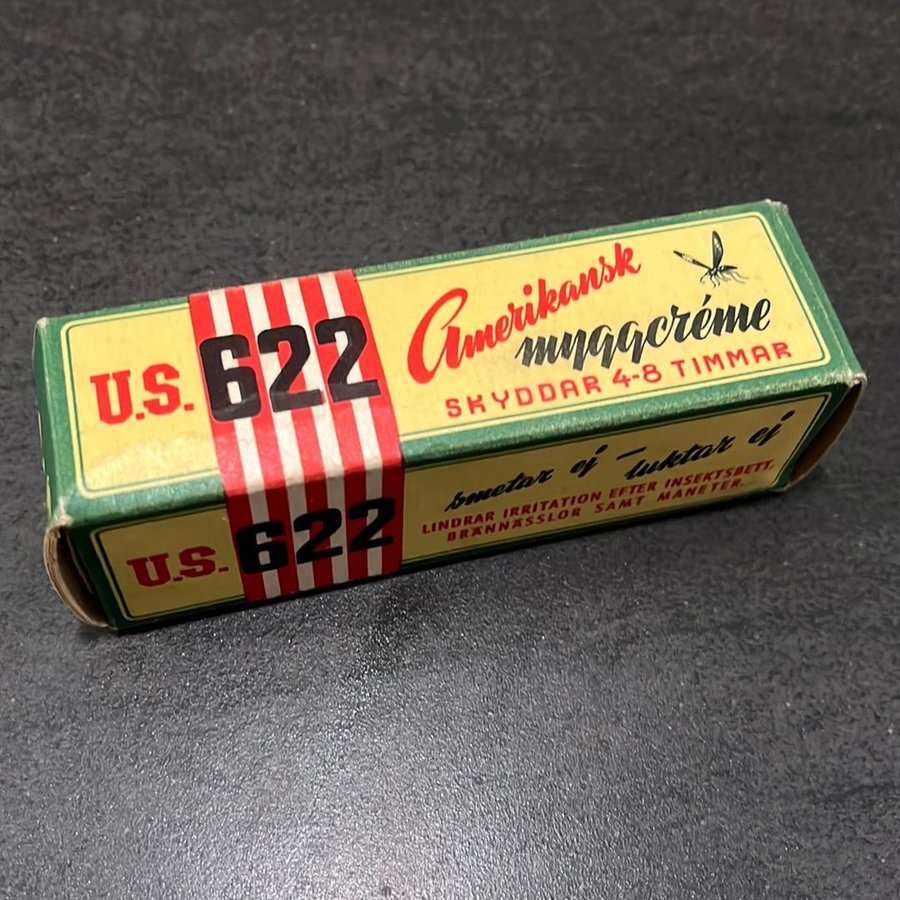 U.S. 622
Amerikansk
myggcréme
SKYDDAR 4-8 TIMMAR
U.S. 622
smetar ej - luktar ej
LINDRAR IRRITATION EFTER INSEKTSBETT,
BRÄNNÄSSLOR SAMT MANETER.